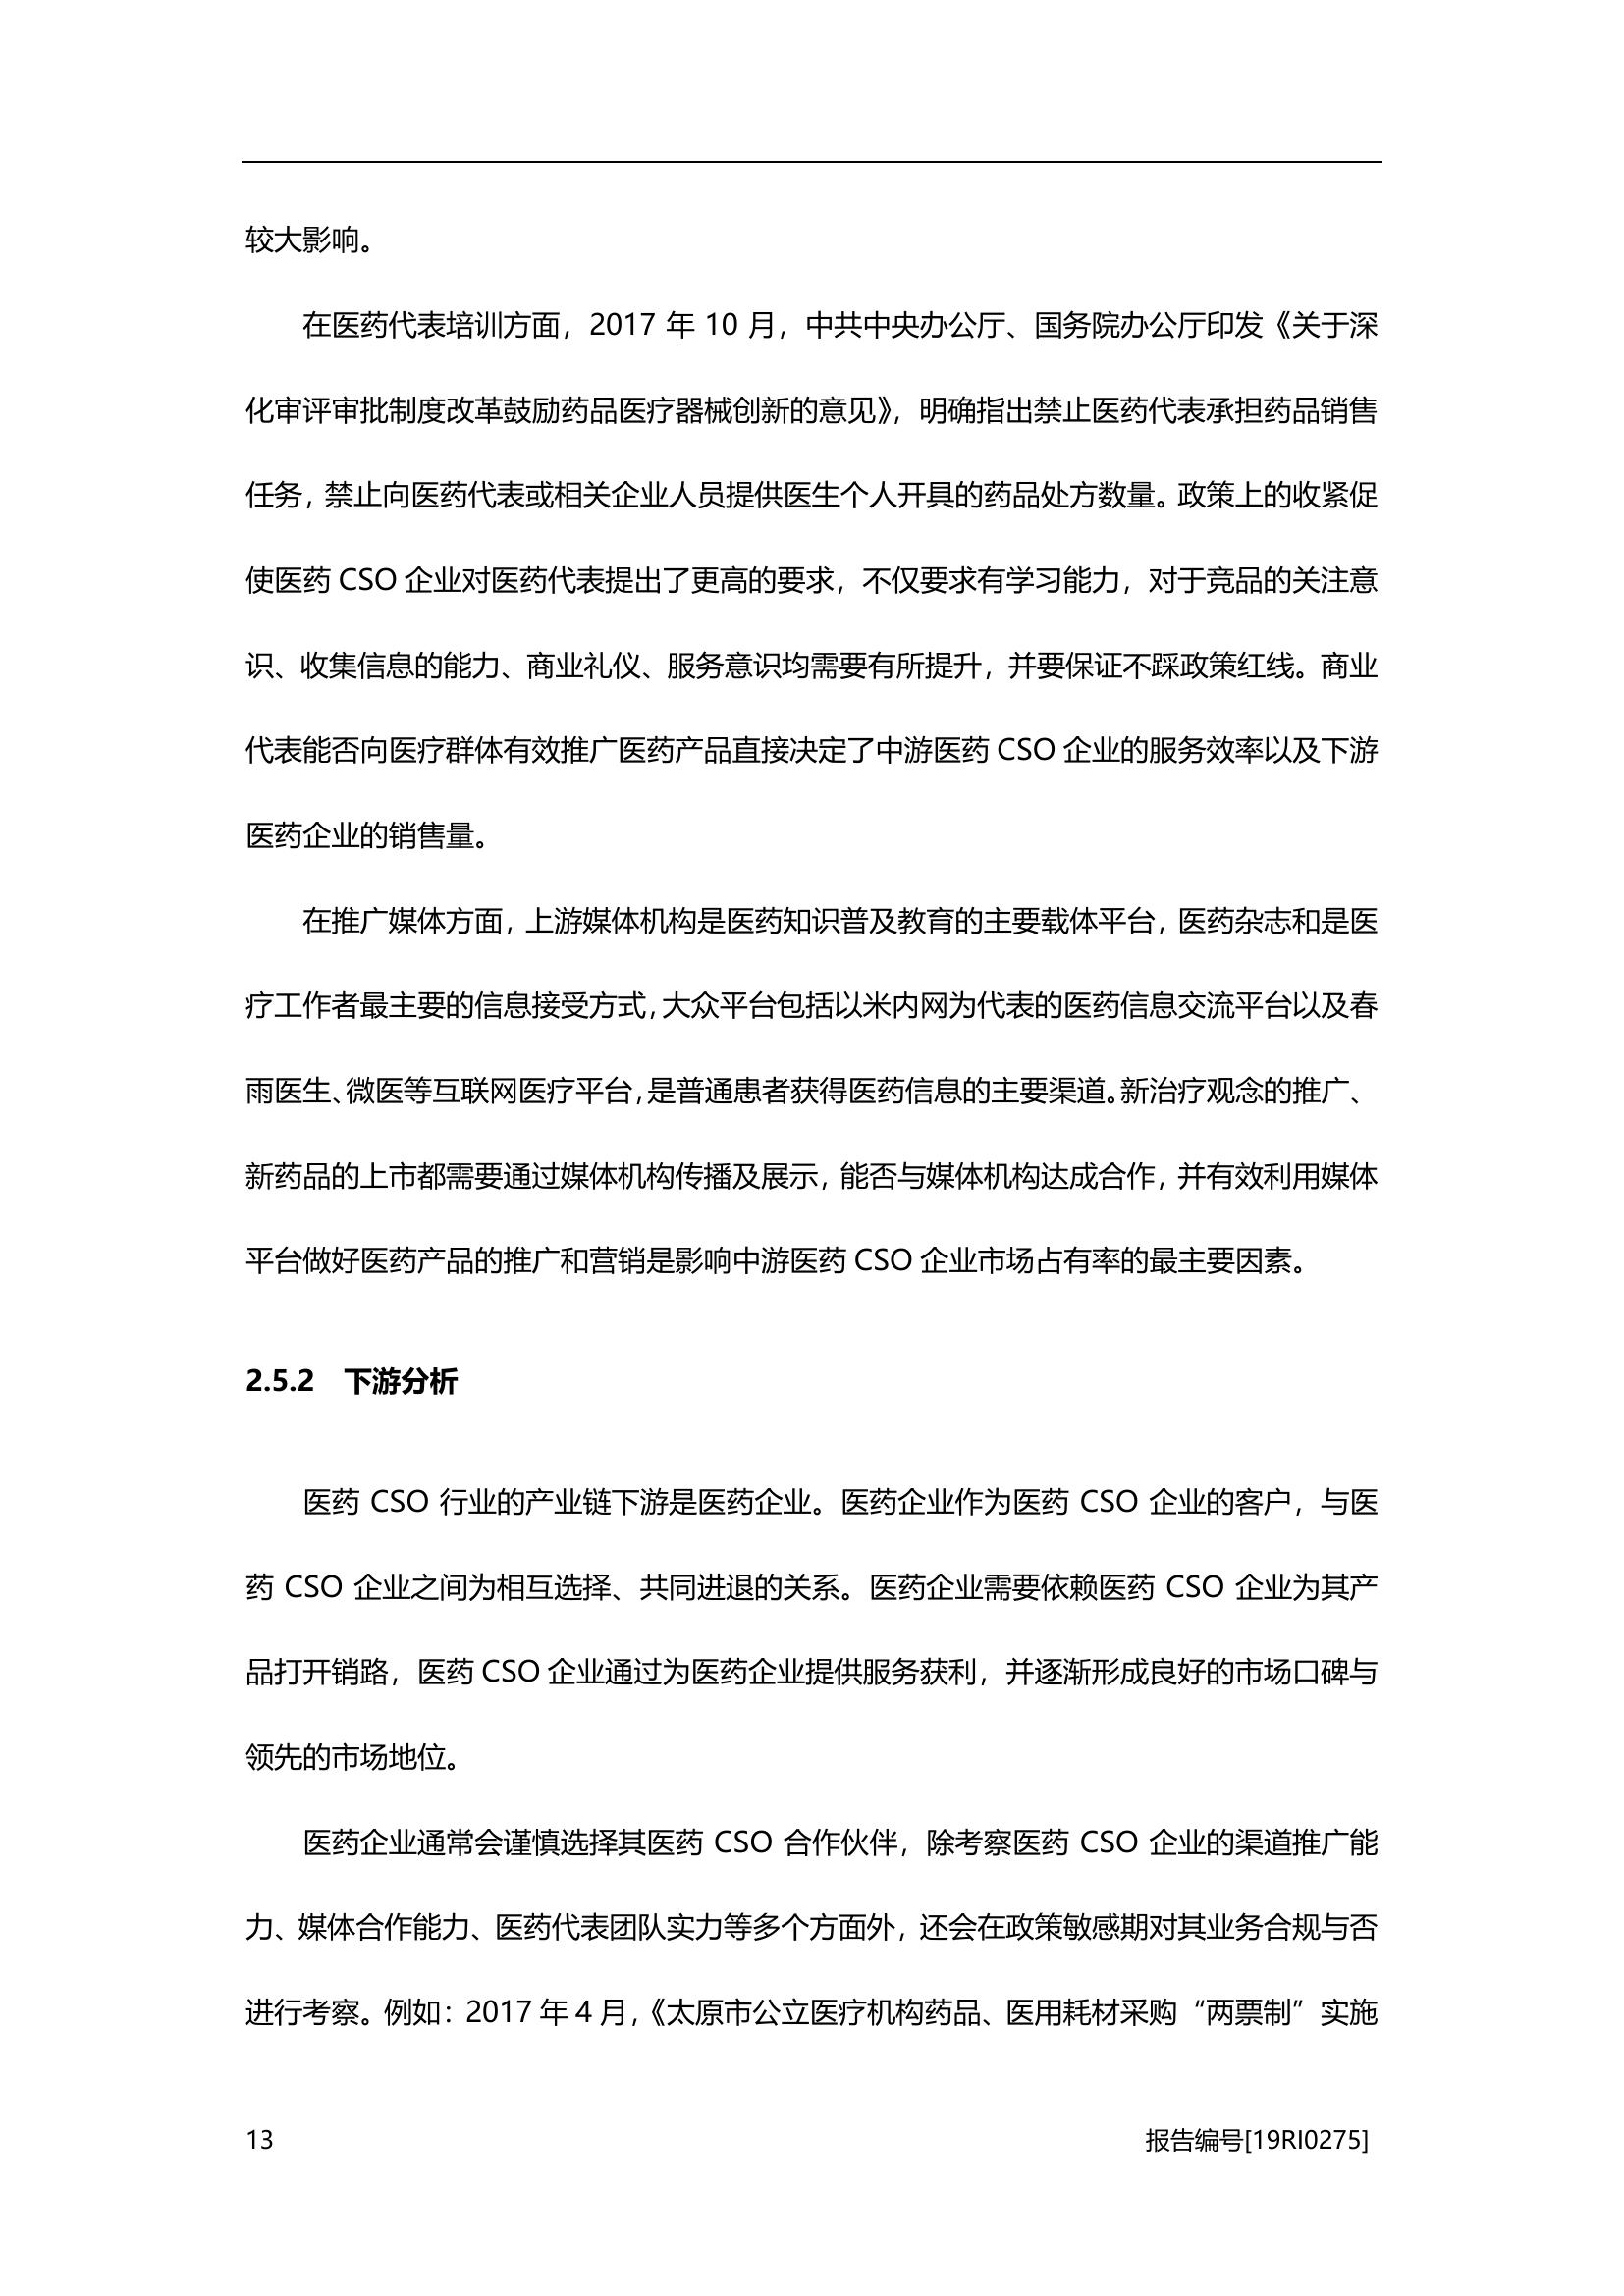 较大影响。
在医药代表培训方面，2017 年 10 月，中共中央办公厅、国务院办公厅印发《关于深
化审评审批制度改革鼓励药品医疗器械创新的意见》，明确指出禁止医药代表承担药品销售
任务，禁止向医药代表或相关企业人员提供医生个人开具的药品处方数量。政策上的收紧促
使医药 CSO 企业对医药代表提出了更高的要求，不仅要求有学习能力，对于竞品的关注意
识、收集信息的能力、商业礼仪、服务意识均需要有所提升，并要保证不踩政策红线。商业
代表能否向医疗群体有效推广医药产品直接决定了中游医药 CSO 企业的服务效率以及下游
医药企业的销售量。
在推广媒体方面，上游媒体机构是医药知识普及教育的主要载体平台，医药杂志和是医
疗工作者最主要的信息接受方式，大众平台包括以米内网为代表的医药信息交流平台以及春
雨医生、微医等互联网医疗平台，是普通患者获得医药信息的主要渠道。新治疗观念的推广、
新药品的上市都需要通过媒体机构传播及展示，能否与媒体机构达成合作，并有效利用媒体
平台做好医药产品的推广和营销是影响中游医药 CSO 企业市场占有率的最主要因素。
2.5.2 下游分析
医药 CSO 行业的产业链下游是医药企业。医药企业作为医药 CSO 企业的客户，与医
药 CSO 企业之间为相互选择、共同进退的关系。医药企业需要依赖医药 CSO 企业为其产
品打开销路，医药 CSO 企业通过为医药企业提供服务获利，并逐渐形成良好的市场口碑与
领先的市场地位。
医药企业通常会谨慎选择其医药 CSO 合作伙伴，除考察医药 CSO 企业的渠道推广能
力、媒体合作能力、医药代表团队实力等多个方面外，还会在政策敏感期对其业务合规与否
进行考察。例如：2017 年 4 月，《太原市公立医疗机构药品、医用耗材采购“两票制”实施
13 报告编号[19RI0275]